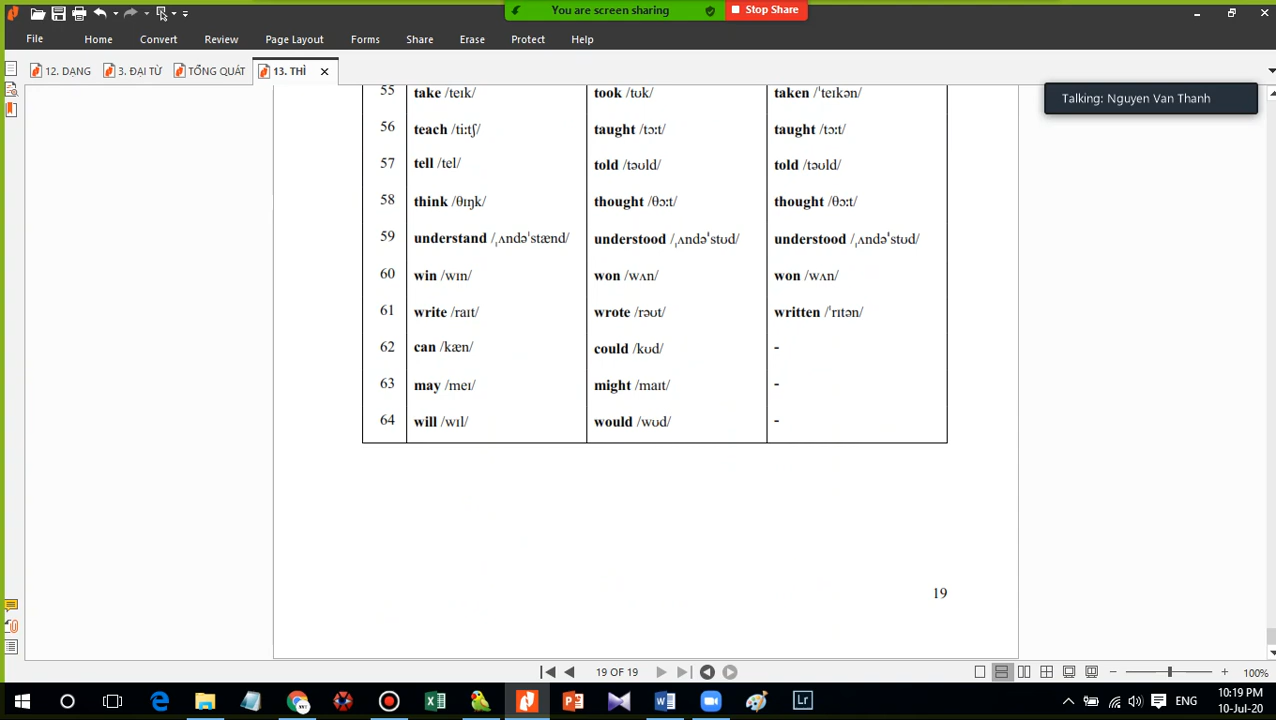 You are screen sharing
Stop Share
File Home Convert Review Page Layout Forms Share Erase Protect Help
12. DẠNG 3. ĐẠI TỪ TỔNG QUÁT 13. THÌ
Talking: Nguyen Van Thanh
55 take /teɪk/ took /tʊk/ taken /ˈteɪkən/
56 teach /tiːtʃ/ taught /tɔːt/ taught /tɔːt/
57 tell /tel/ told /təʊld/ told /təʊld/
58 think /θɪŋk/ thought /θɔːt/ thought /θɔːt/
59 understand /ˌʌndəˈstænd/ understood /ˌʌndəˈstʊd/ understood /ˌʌndəˈstʊd/
60 win /wɪn/ won /wʌn/ won /wʌn/
61 write /raɪt/ wrote /rəʊt/ written /ˈrɪtən/
62 can /kæn/ could /kʊd/ -
63 may /meɪ/ might /maɪt/ -
64 will /wɪl/ would /wʊd/ -
19
19 OF 19
100%
ENG
10:19 PM
10-Jul-20